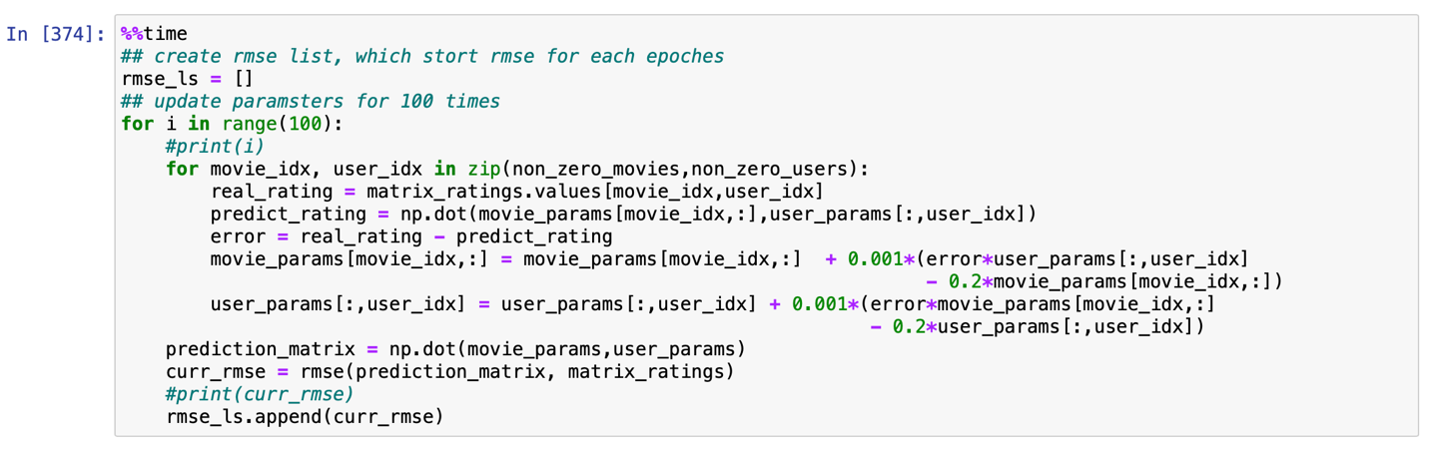 In [374]: %%time
## create rmse list, which stort rmse for each epoches
rmse_ls = []
## update paramsters for 100 times
for i in range(100):
    #print(i)
    for movie_idx, user_idx in zip(non_zero_movies,non_zero_users):
        real_rating = matrix_ratings.values[movie_idx,user_idx]
        predict_rating = np.dot(movie_params[movie_idx,:],user_params[:,user_idx])
        error = real_rating - predict_rating
        movie_params[movie_idx,:] = movie_params[movie_idx,:]  + 0.001*(error*user_params[:,user_idx]
                                                                        - 0.2*movie_params[movie_idx,:])
        user_params[:,user_idx] = user_params[:,user_idx] + 0.001*(error*movie_params[movie_idx,:]
                                                                   - 0.2*user_params[:,user_idx])
    prediction_matrix = np.dot(movie_params,user_params)
    curr_rmse = rmse(prediction_matrix, matrix_ratings)
    #print(curr_rmse)
    rmse_ls.append(curr_rmse)